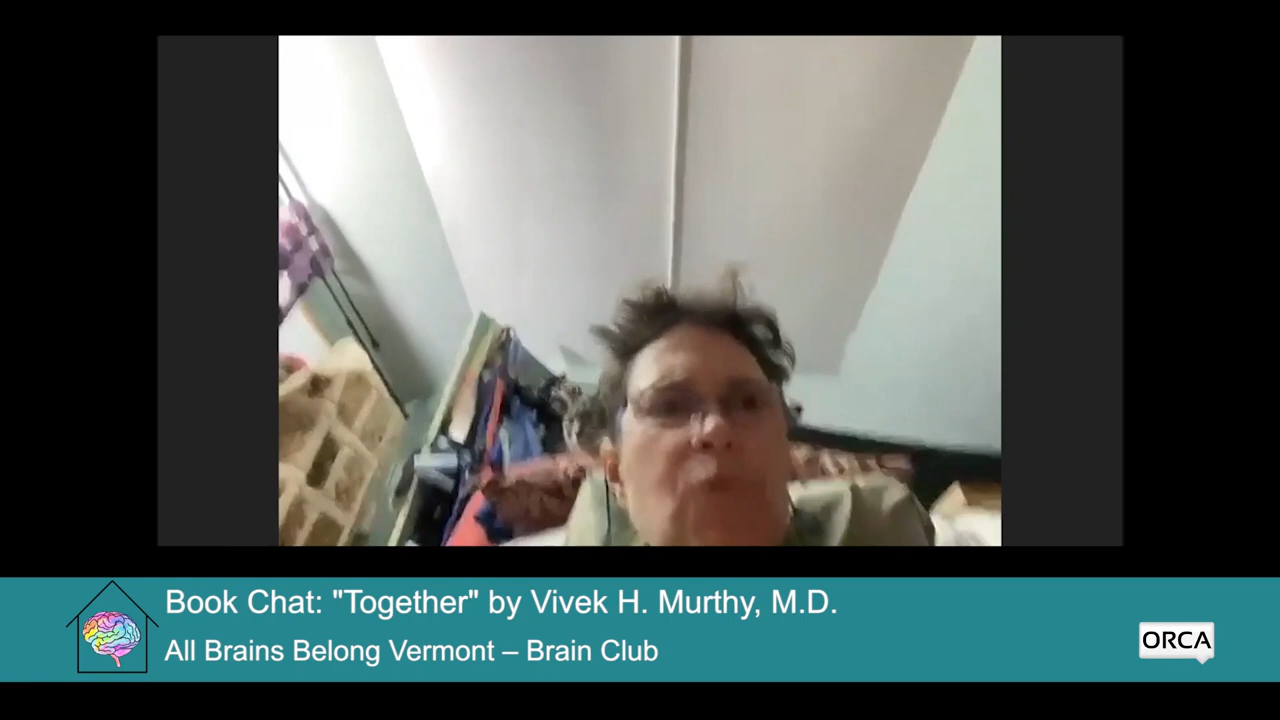 Book Chat: "Together" by Vivek H. Murthy, M.D.
All Brains Belong Vermont – Brain Club
ORCA